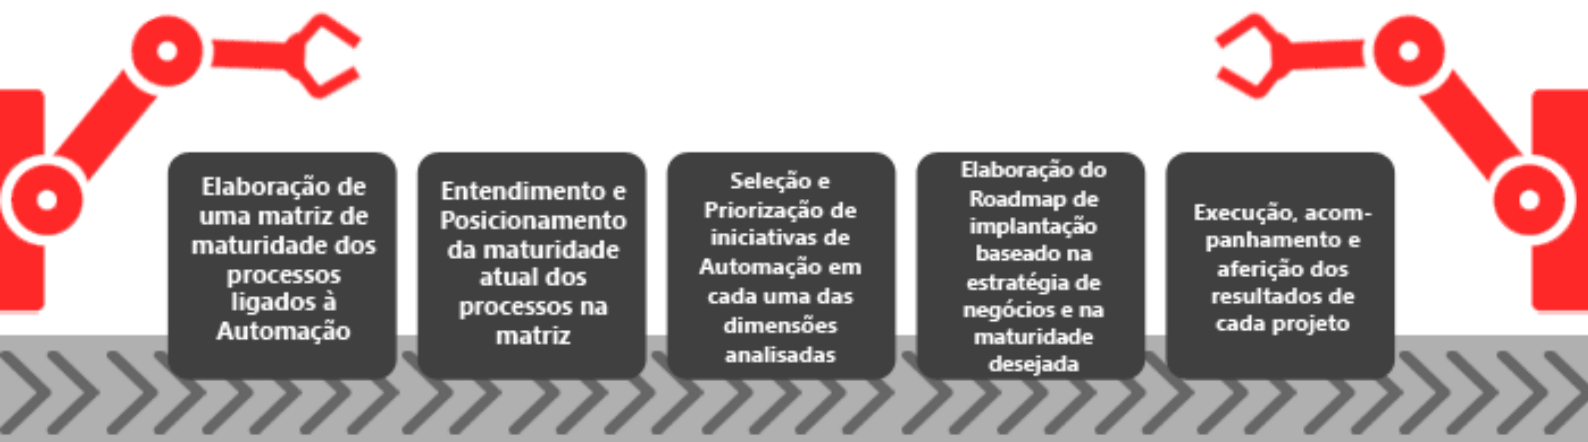 Elaboração de
uma matriz de
maturidade dos
processos
ligados à
Automação
Entendimento e
Posicionamento
da maturidade
atual dos
processos na
matriz
Seleção e
Priorização de
iniciativas de
Automação em
cada uma das
dimensões
analisadas
Elaboração do
Roadmap de
implantação
baseado na
estratégia de
negócios e na
maturidade
desejada
Execução, acom-
panhamento e
aferição dos
resultados de
cada projeto